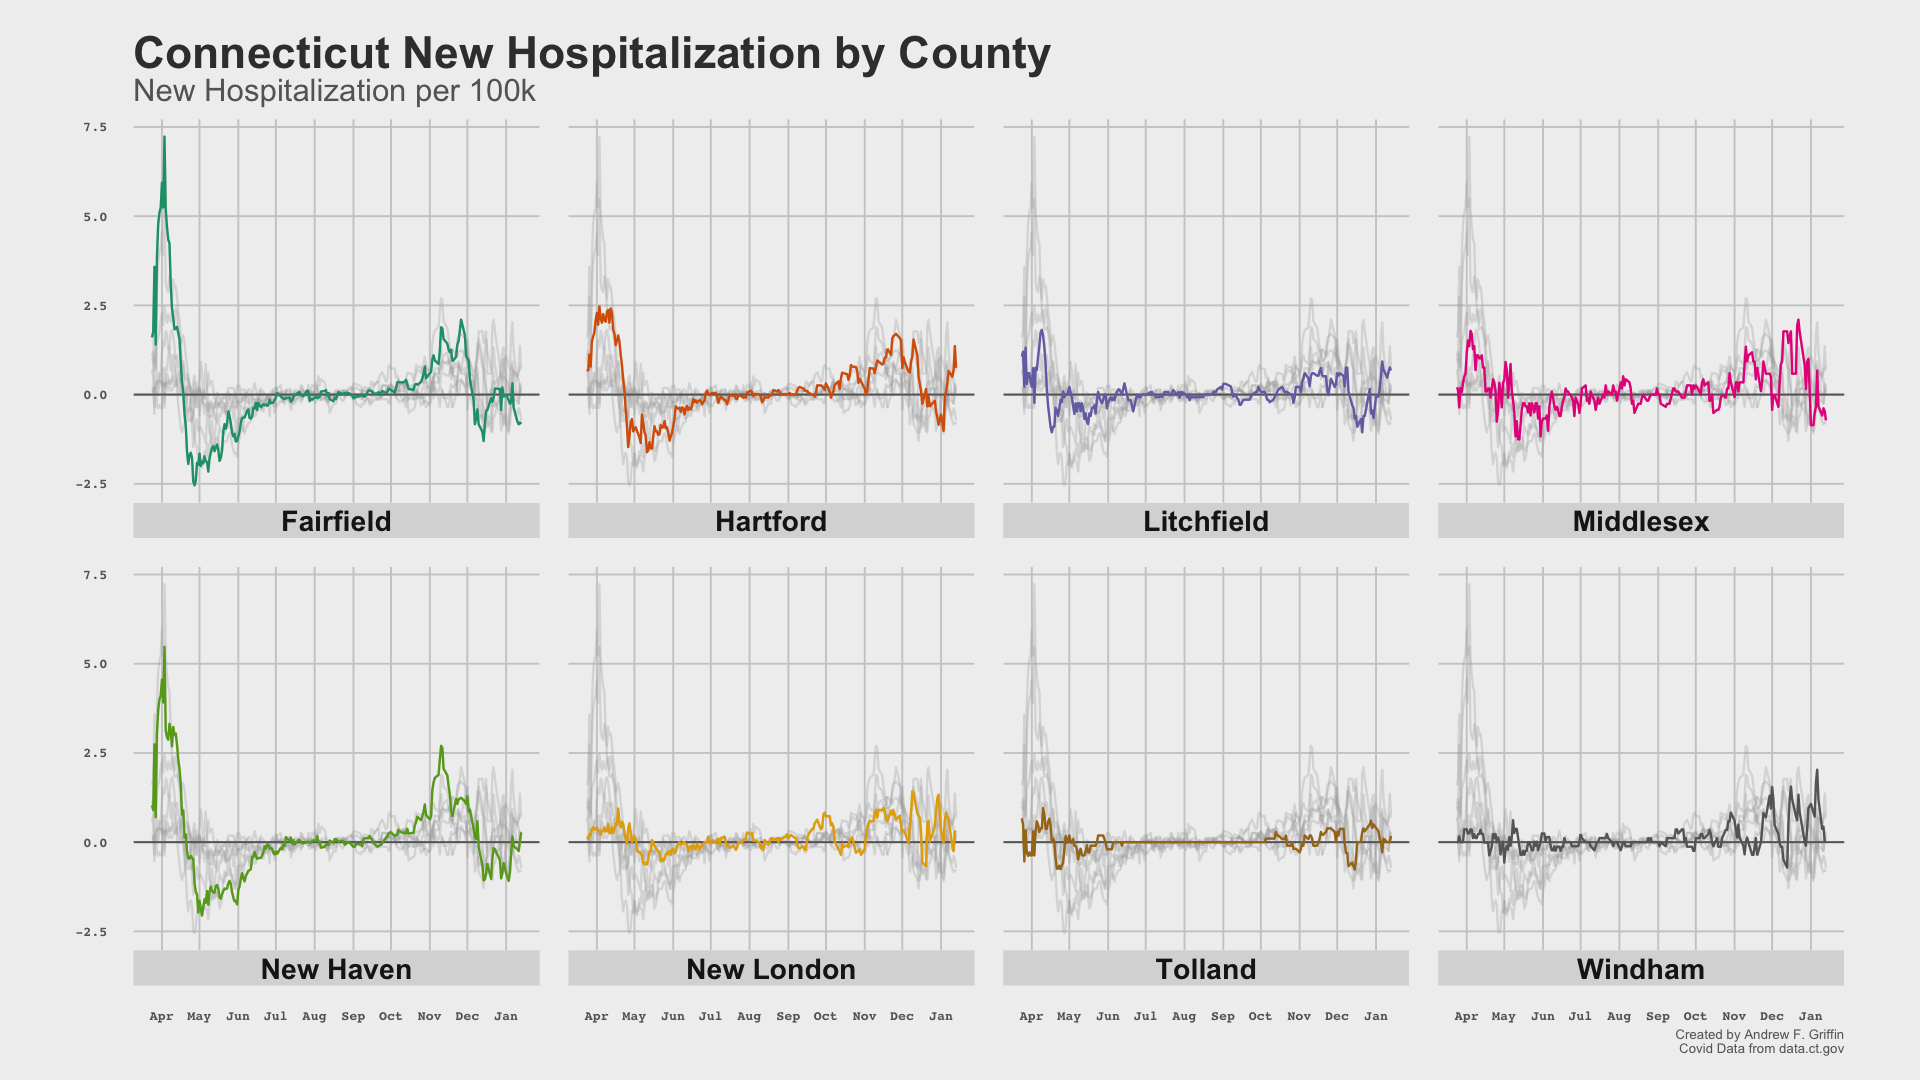 Connecticut New Hospitalization by County
New Hospitalization per 100k
7.5
5.0
2.5
0.0
−2.5
Fairfield Hartford Litchfield Middlesex
7.5
5.0
2.5
0.0
−2.5
New Haven New London Tolland Windham
Apr May Jun Jul Aug Sep Oct Nov Dec Jan Apr May Jun Jul Aug Sep Oct Nov Dec Jan Apr May Jun Jul Aug Sep Oct Nov Dec Jan Apr May Jun Jul Aug Sep Oct Nov Dec Jan
Created by Andrew F. Griffin
Covid Data from data.ct.gov